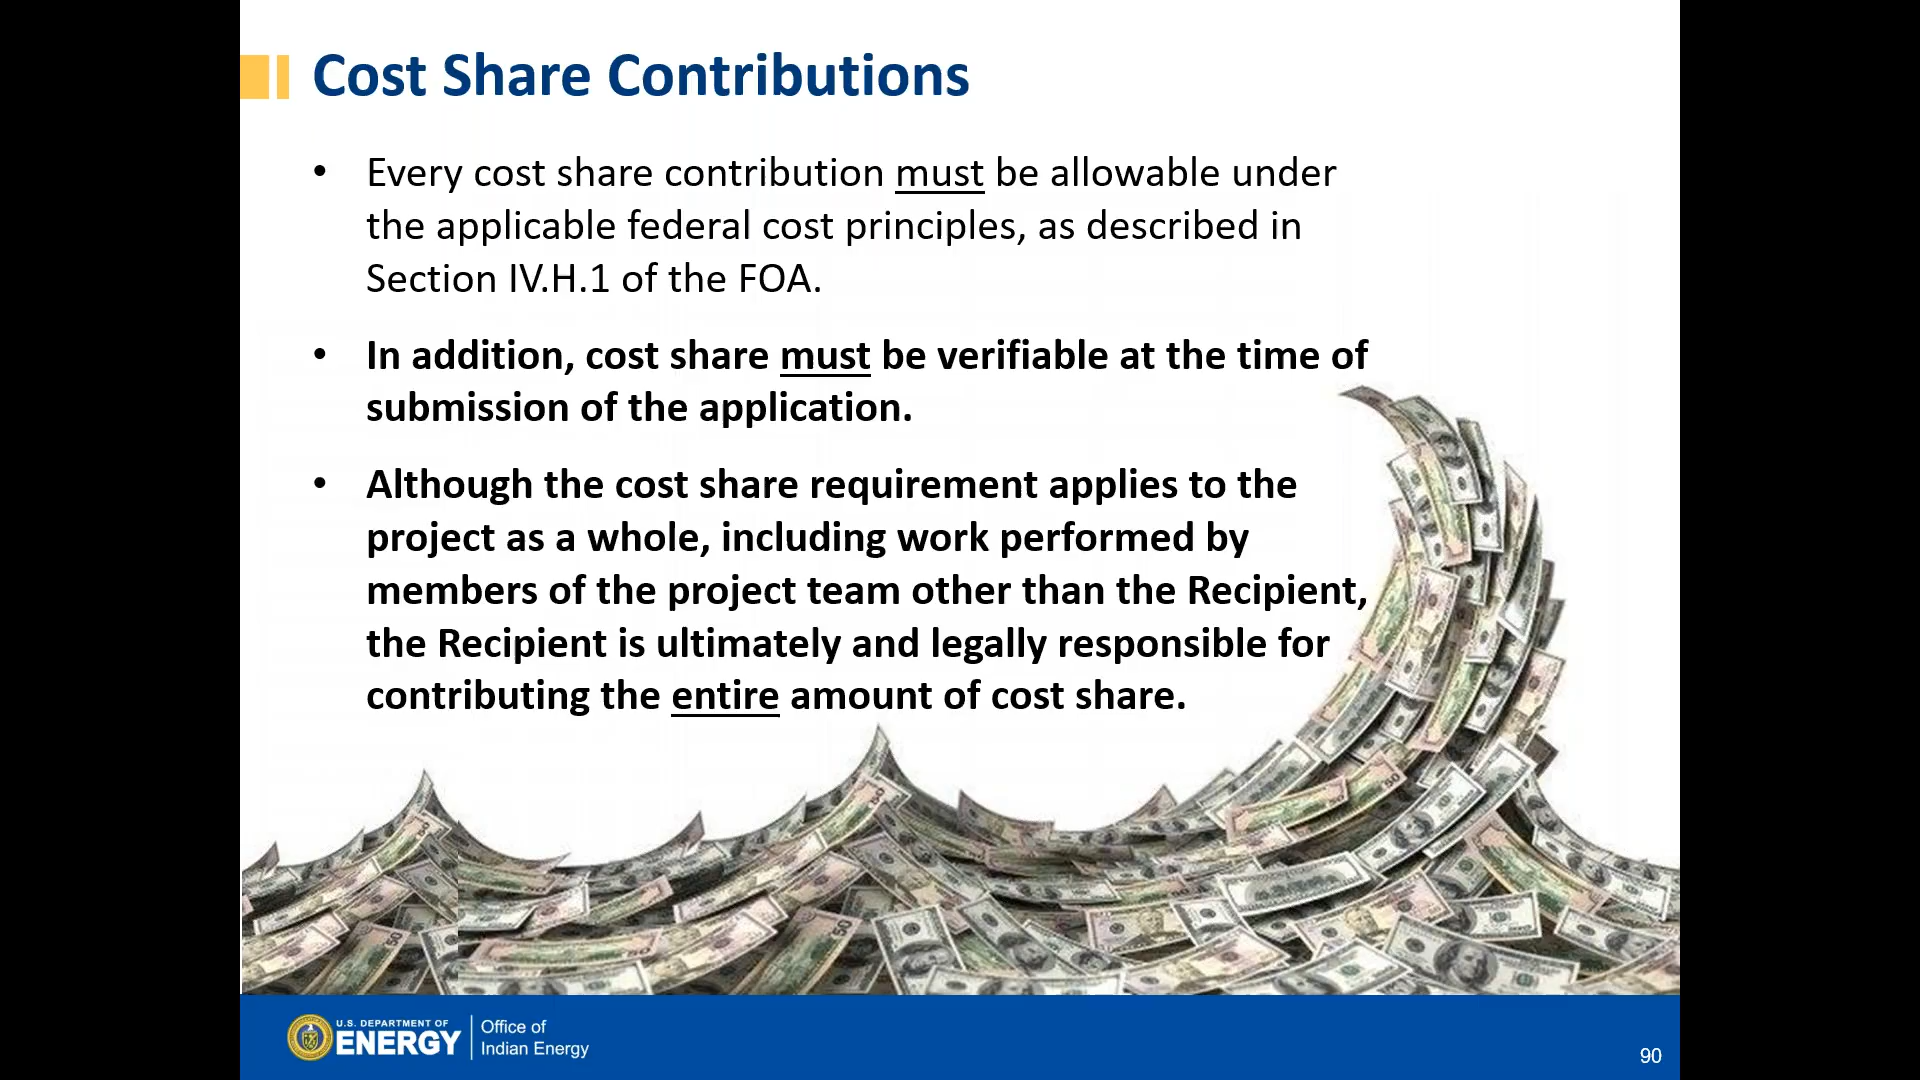 Cost Share Contributions
• Every cost share contribution must be allowable under
the applicable federal cost principles, as described in
Section IV.H.1 of the FOA.
• In addition, cost share must be verifiable at the time of
submission of the application.
• Although the cost share requirement applies to the
project as a whole, including work performed by
members of the project team other than the Recipient,
the Recipient is ultimately and legally responsible for
contributing the entire amount of cost share.
U.S. DEPARTMENT OF
ENERGY
Office of
Indian Energy
90